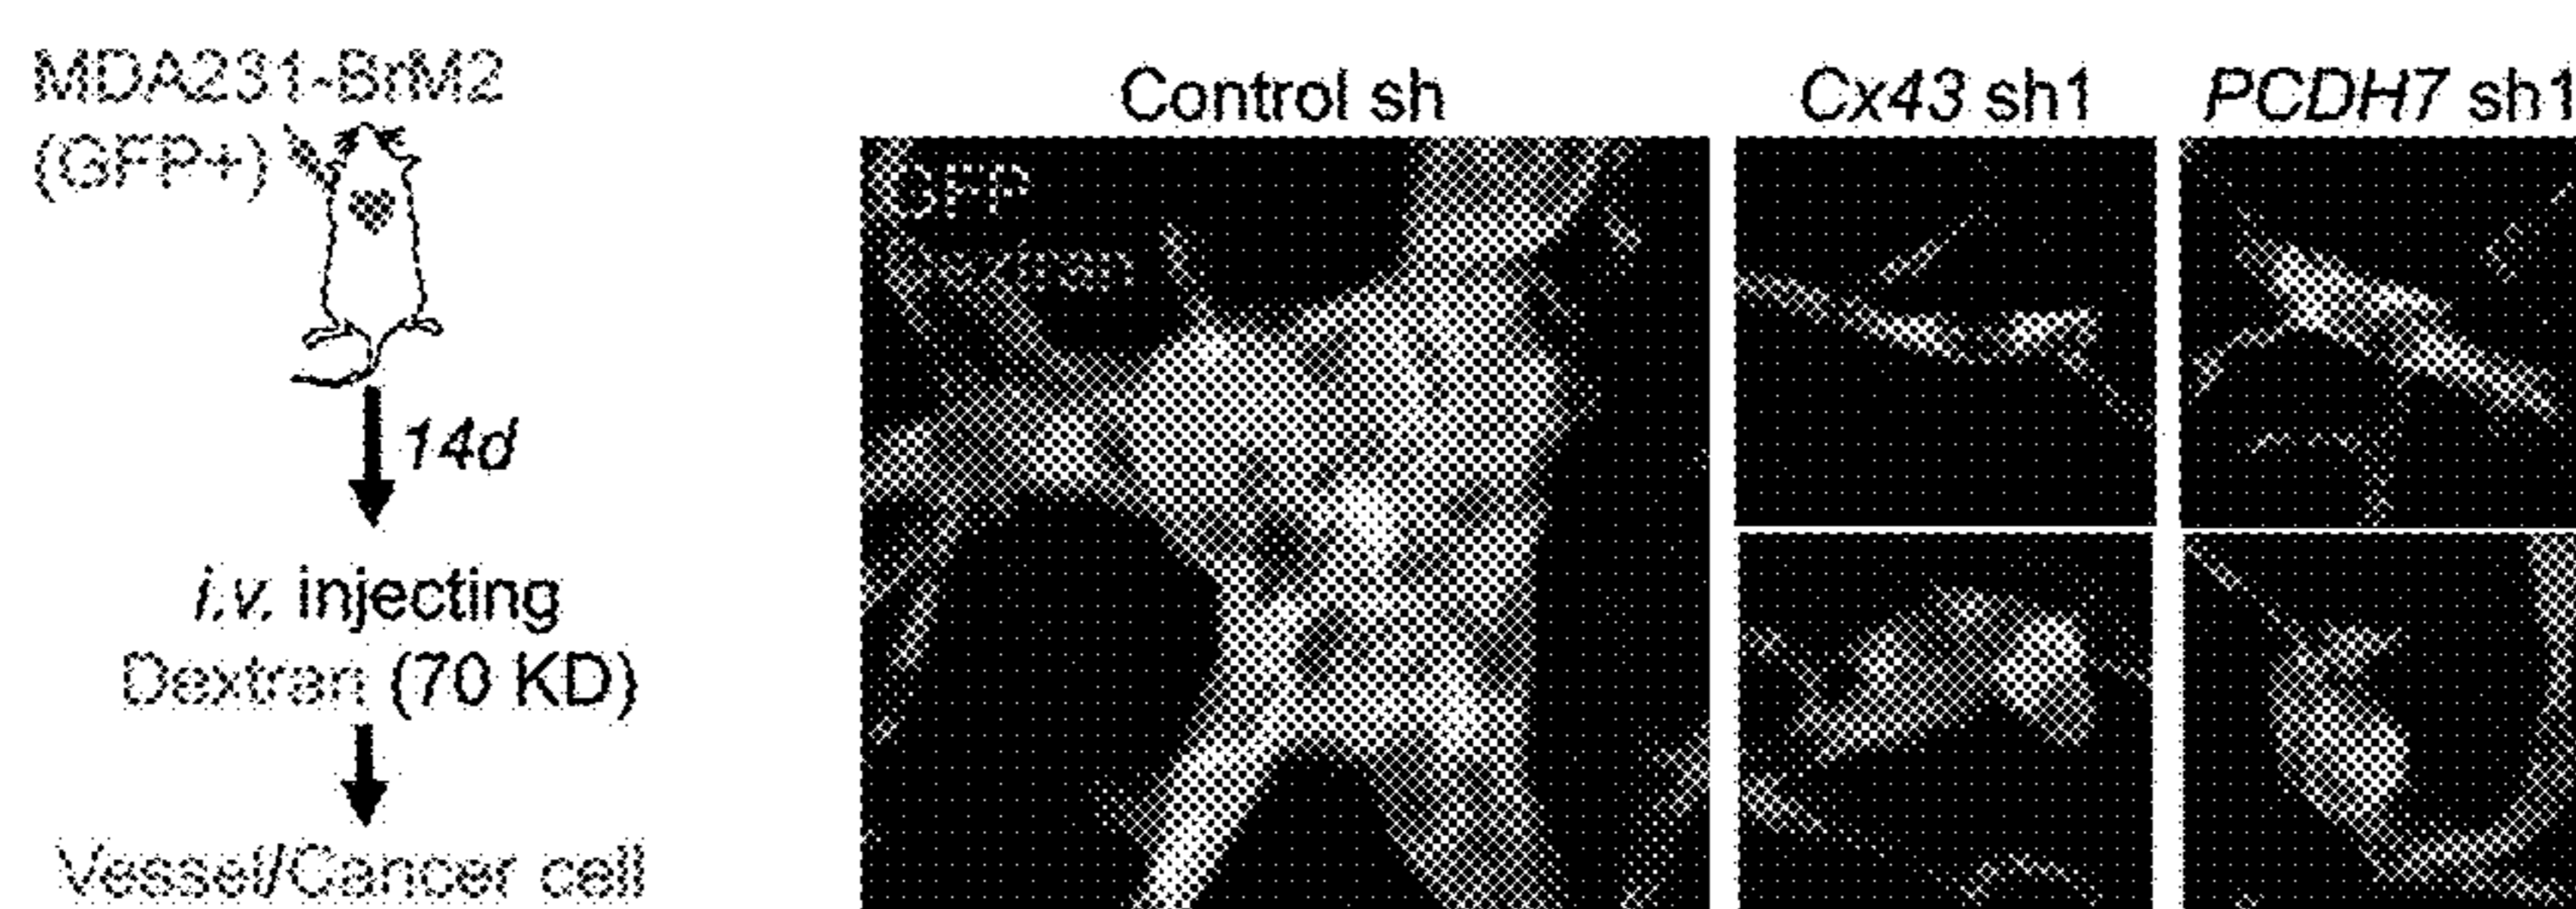 MDA231-BrM2
(GFP+)
14d
i.v. injecting
Dextran (70 KD)
Vessel/Cancer cell
Control sh
GFP
Dextran
Cx43 sh1
PCDH7 sh1